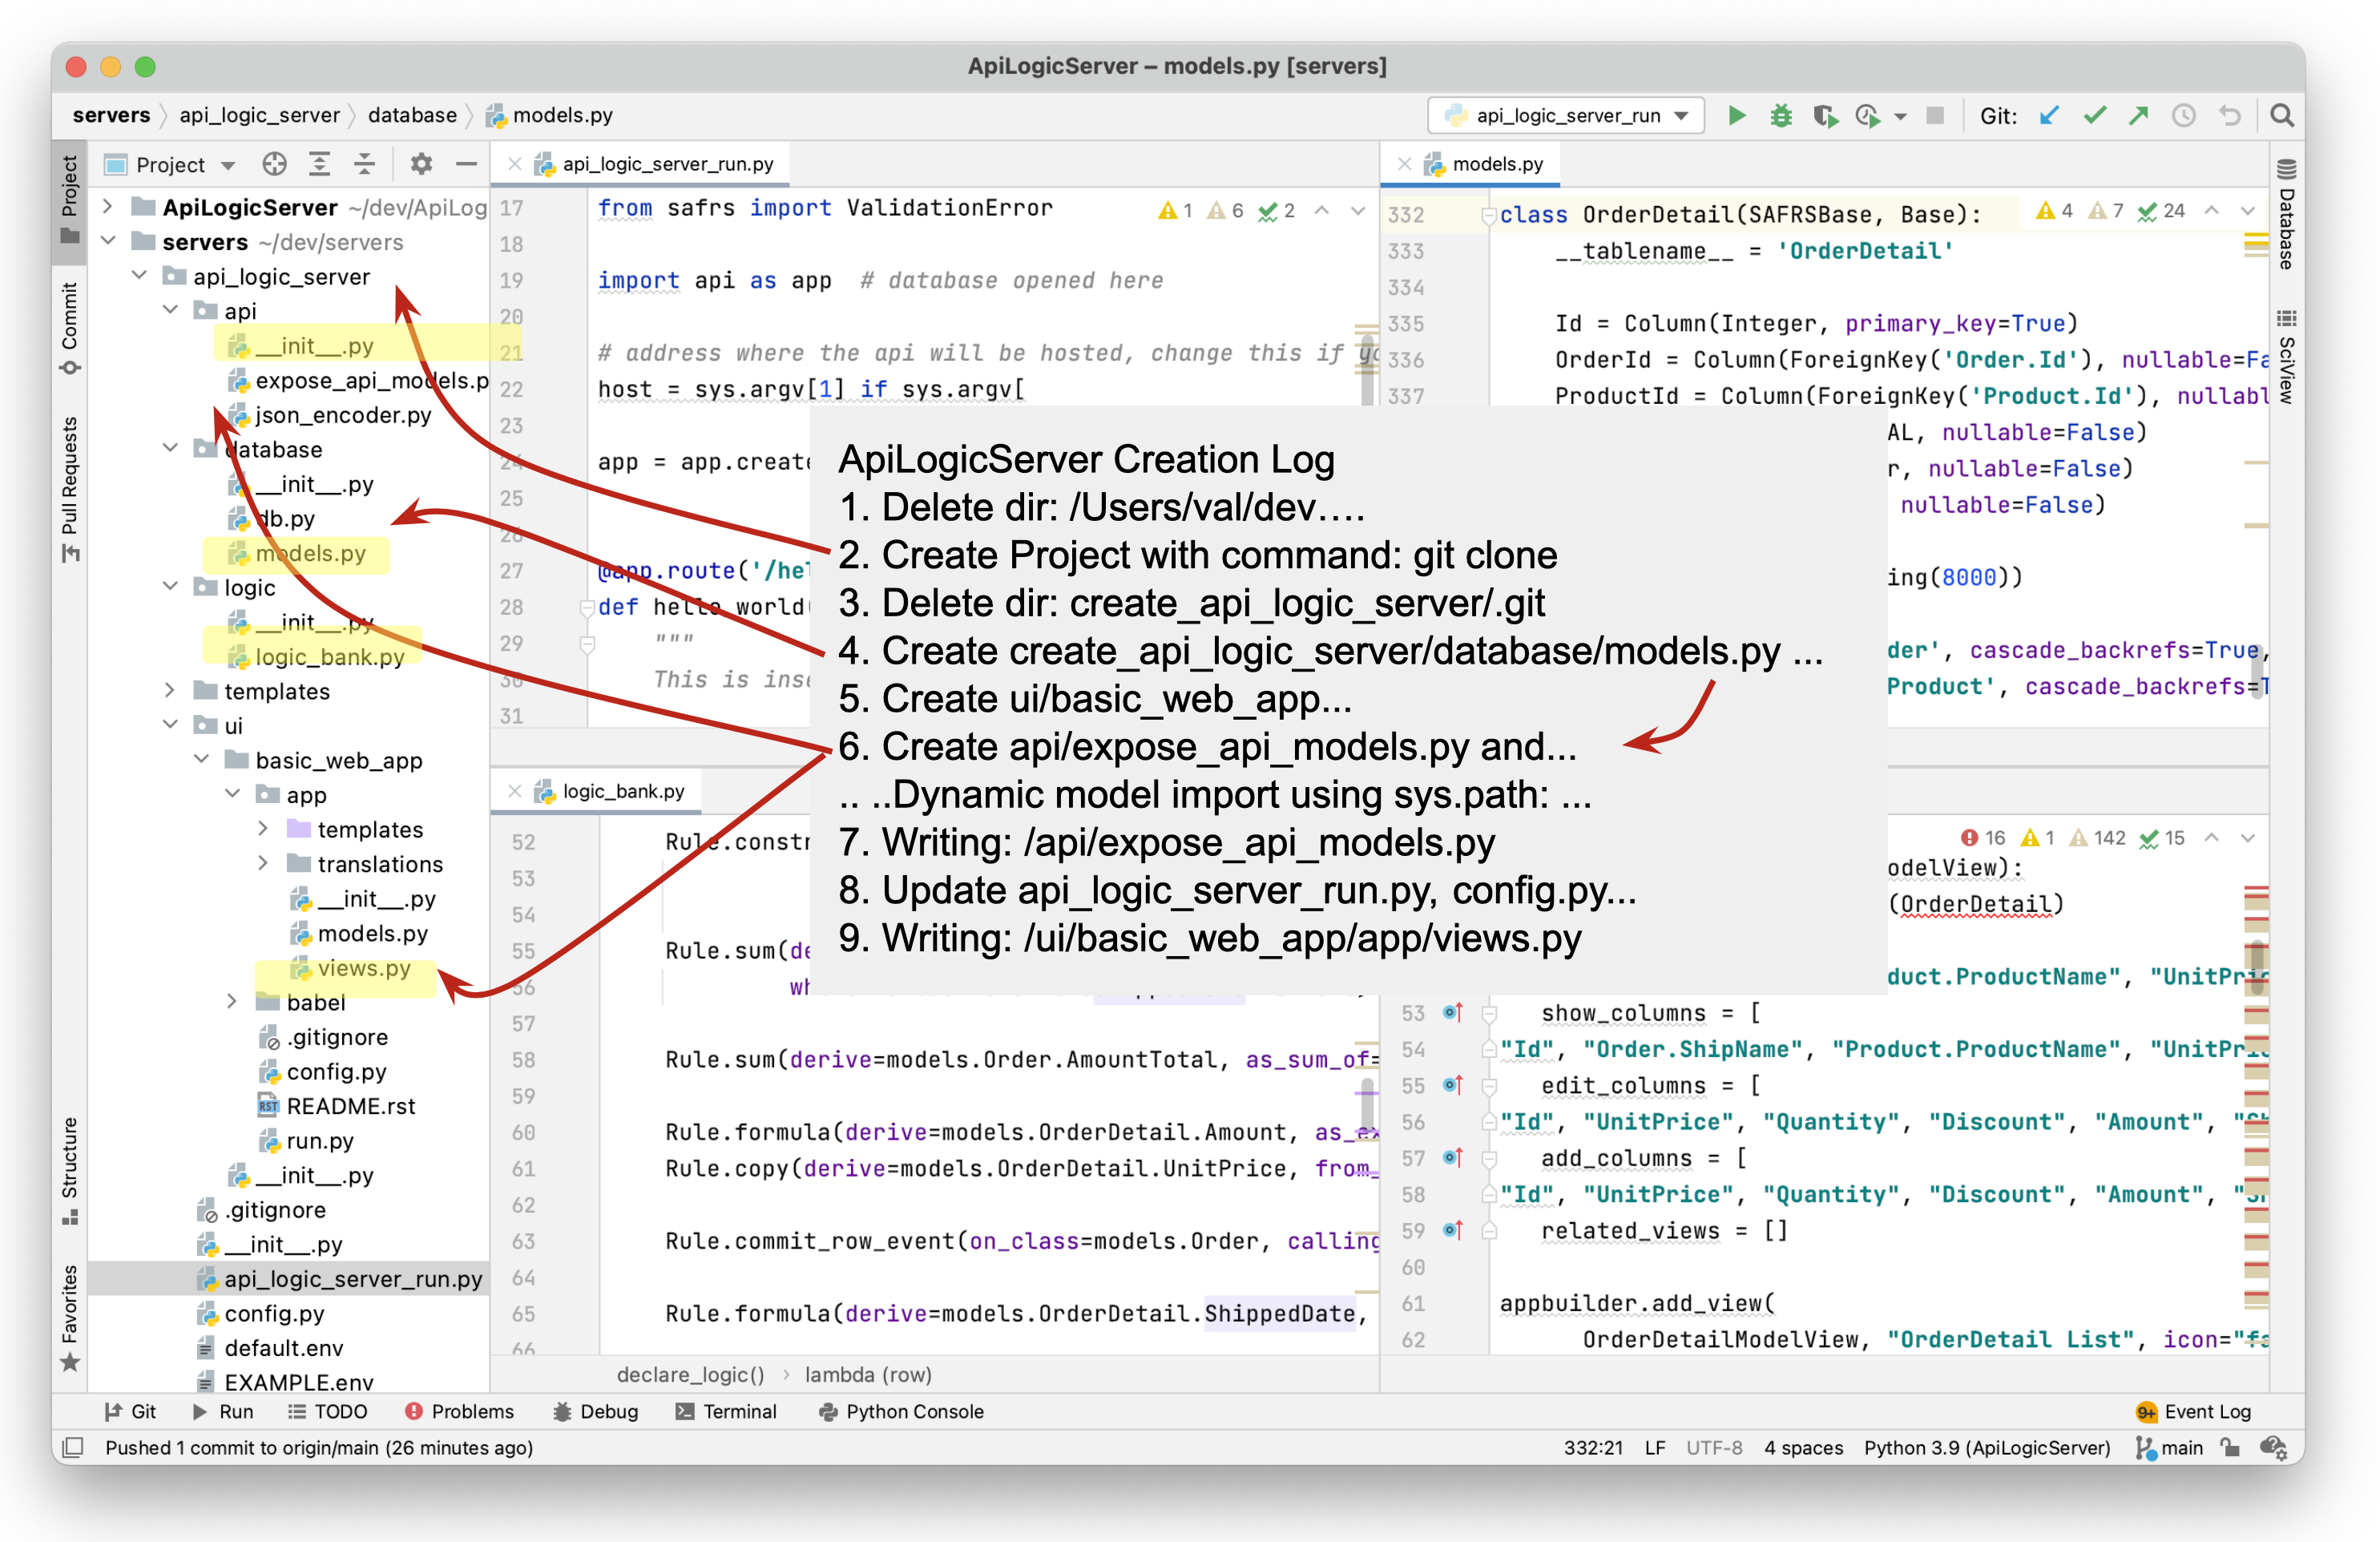 ApiLogicServer – models.py [servers]
servers api_logic_server database models.py
api_logic_server_run
Git:
Project
Commit
Pull Requests
Structure
Favorites
Project
ApiLogicServer ~/dev/ApiLog
servers ~/dev/servers
api_logic_server
api
__init__.py
expose_api_models.p
json_encoder.py
database
__init__.py
db.py
models.py
logic
__init__.py
logic_bank.py
templates
ui
basic_web_app
app
templates
translations
__init__.py
models.py
views.py
babel
.gitignore
config.py
README.rst
run.py
__init__.py
.gitignore
__init__.py
api_logic_server_run.py
config.py
default.env
EXAMPLE.env
api_logic_server_run.py
1 6 2
17 from safrs import ValidationError
18
19 import api as app # database opened here
20
21 # address where the api will be hosted, change this if yo
22 host = sys.argv[1] if sys.argv[
23
24 app = app.create
25
26
27 @app.route('/hel
28 def hello_world(
29 """
30 This is inse
31
models.py
4 7 24
332 class OrderDetail(SAFRSBase, Base):
333 __tablename__ = 'OrderDetail'
334
335 Id = Column(Integer, primary_key=True)
336 OrderId = Column(ForeignKey('Order.Id'), nullable=Fa
337 ProductId = Column(ForeignKey('Product.Id'), nullabl
AL, nullable=False)
r, nullable=False)
nullable=False)
ing(8000))
der', cascade_backrefs=True,
Product', cascade_backrefs=T
ApiLogicServer Creation Log
1. Delete dir: /Users/val/dev….
2. Create Project with command: git clone
3. Delete dir: create_api_logic_server/.git
4. Create create_api_logic_server/database/models.py ...
5. Create ui/basic_web_app...
6. Create api/expose_api_models.py and...
.. ..Dynamic model import using sys.path: ...
7. Writing: /api/expose_api_models.py
8. Update api_logic_server_run.py, config.py...
9. Writing: /ui/basic_web_app/app/views.py
logic_bank.py
52 Rule.constr
53
54
55 Rule.sum(de
56 wh
57
58 Rule.sum(derive=models.Order.AmountTotal, as_sum_of=
59
60 Rule.formula(derive=models.OrderDetail.Amount, as_ex
61 Rule.copy(derive=models.OrderDetail.UnitPrice, from_
62
63 Rule.commit_row_event(on_class=models.Order, calling
64
65 Rule.formula(derive=models.OrderDetail.ShippedDate,
66
declare_logic() › lambda (row)
16 1 142 15
odelView):
(OrderDetail)
oduct.ProductName", "UnitPric
53 show_columns = [
54 "Id", "Order.ShipName", "Product.ProductName", "UnitPric
55 edit_columns = [
56 "Id", "UnitPrice", "Quantity", "Discount", "Amount", "Sh
57 add_columns = [
58 "Id", "UnitPrice", "Quantity", "Discount", "Amount", "Sh
59 related_views = []
60
61 appbuilder.add_view(
62 OrderDetailModelView, "OrderDetail List", icon="fa
Database
SciView
Git Run TODO Problems Debug Terminal Python Console 9+ Event Log
Pushed 1 commit to origin/main (26 minutes ago) 332:21 LF UTF-8 4 spaces Python 3.9 (ApiLogicServer) main